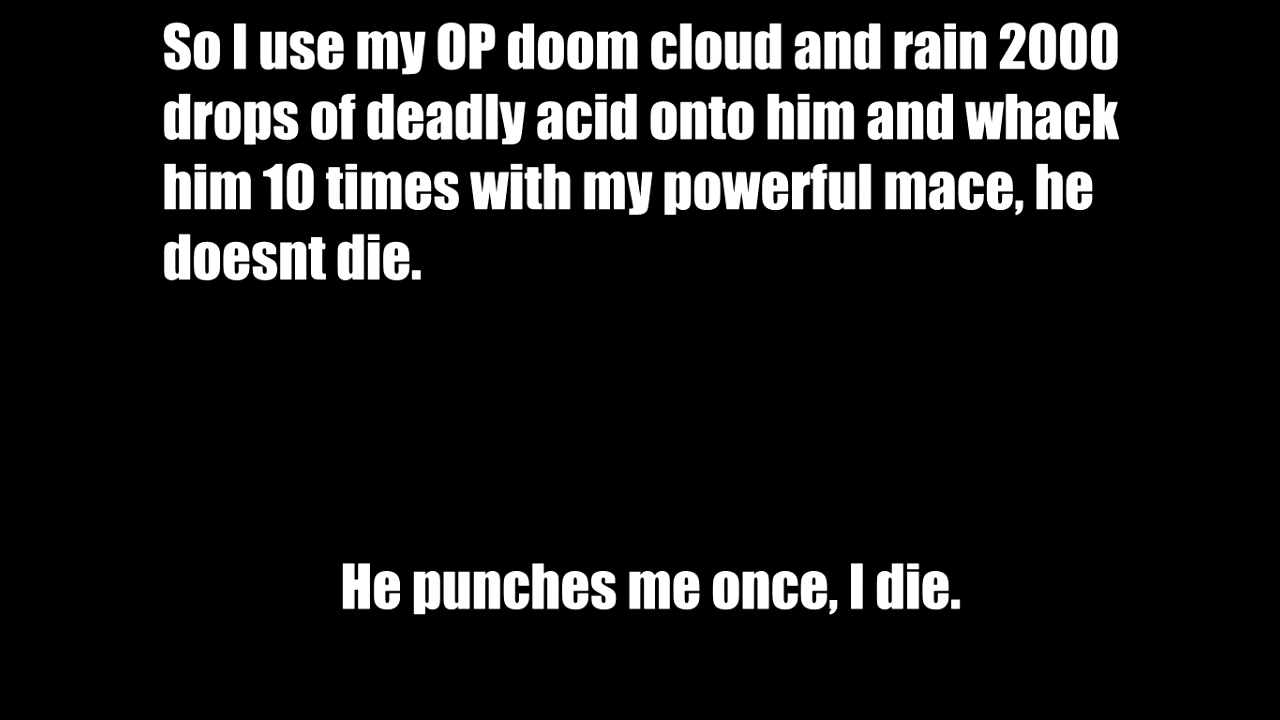 So I use my OP doom cloud and rain 2000
drops of deadly acid onto him and whack
him 10 times with my powerful mace, he
doesnt die.
He punches me once, I die.